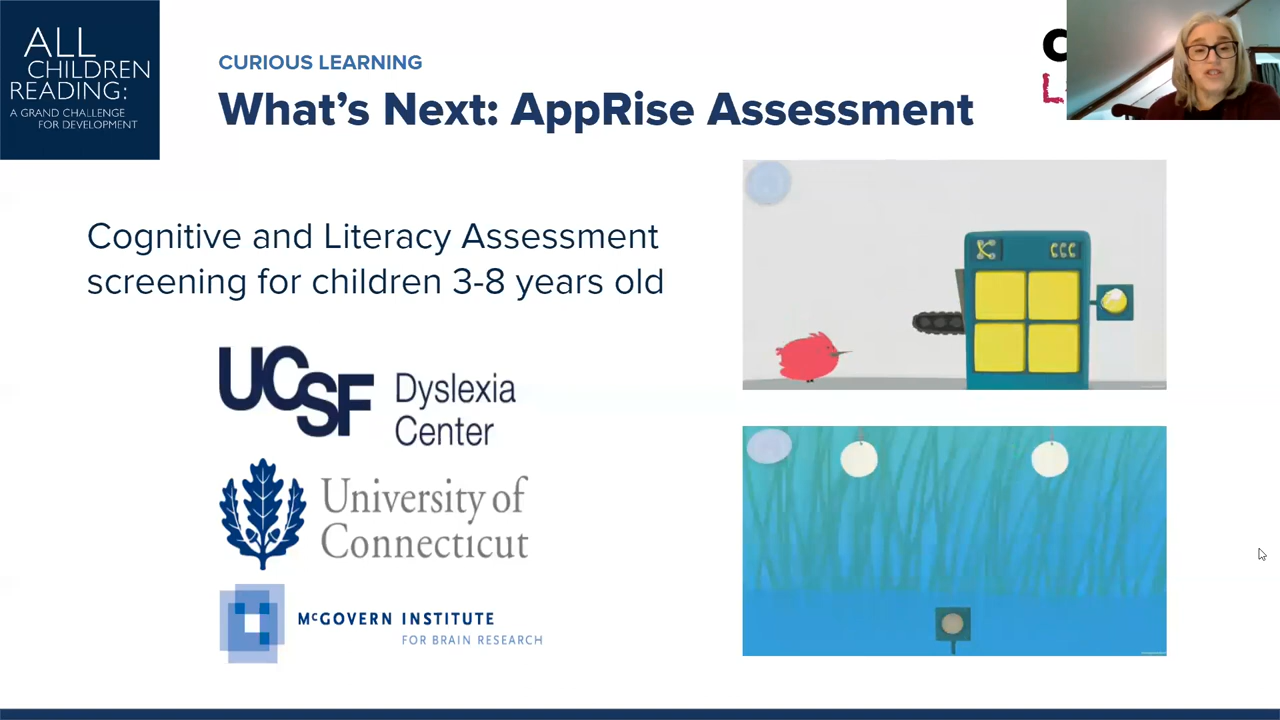 ALL
CHILDREN
READING:
A GRAND CHALLENGE
FOR DEVELOPMENT
CURIOUS LEARNING
What's Next: AppRise Assessment
Cognitive and Literacy Assessment
screening for children 3-8 years old
UCSF Dyslexia
Center
University of
Connecticut
McGOVERN INSTITUTE
FOR BRAIN RESEARCH